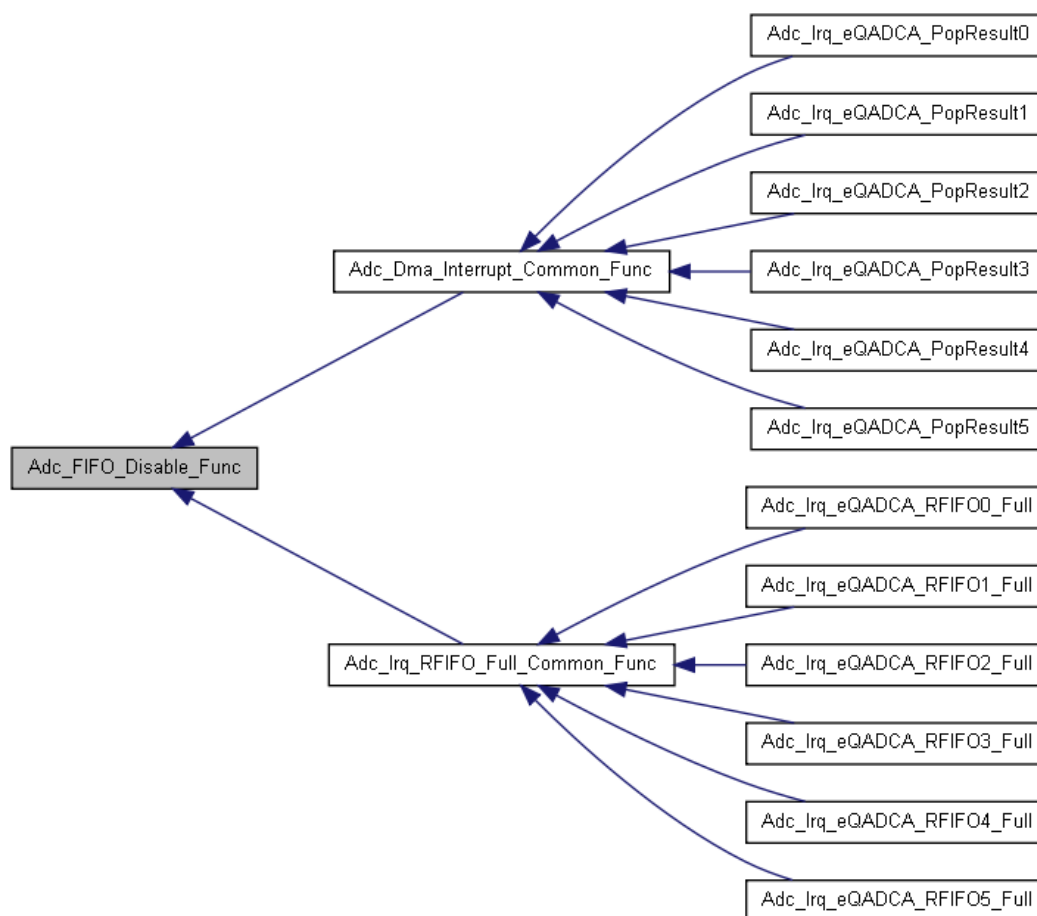 Adc_Irq_eQADCA_PopResult0
Adc_Irq_eQADCA_PopResult1
Adc_Irq_eQADCA_PopResult2
Adc_Dma_Interrupt_Common_Func
Adc_Irq_eQADCA_PopResult3
Adc_Irq_eQADCA_PopResult4
Adc_Irq_eQADCA_PopResult5
Adc_FIFO_Disable_Func
Adc_Irq_eQADCA_RFIFO0_Full
Adc_Irq_eQADCA_RFIFO1_Full
Adc_Irq_RFIFO_Full_Common_Func
Adc_Irq_eQADCA_RFIFO2_Full
Adc_Irq_eQADCA_RFIFO3_Full
Adc_Irq_eQADCA_RFIFO4_Full
Adc_Irq_eQADCA_RFIFO5_Full